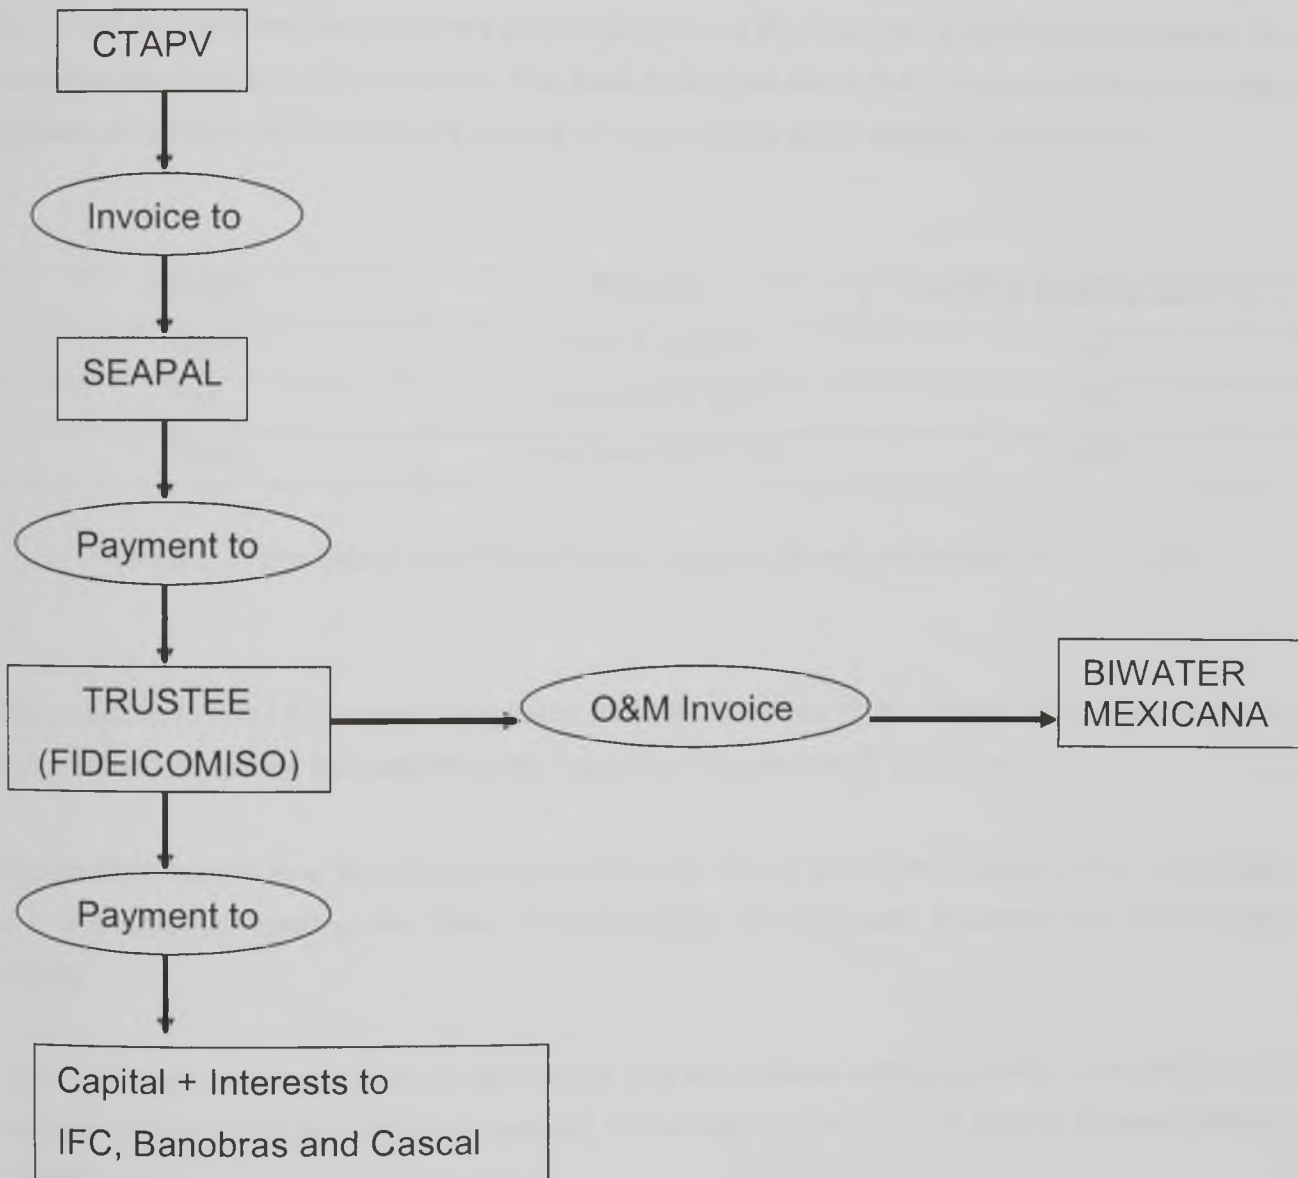 CTAPV
Invoice to
SEAPAL
Payment to
TRUSTEE
(FIDEICOMISO)
O&M Invoice
BIWATER
MEXICANA
Payment to
Capital + Interests to
IFC, Banobras and Cascal